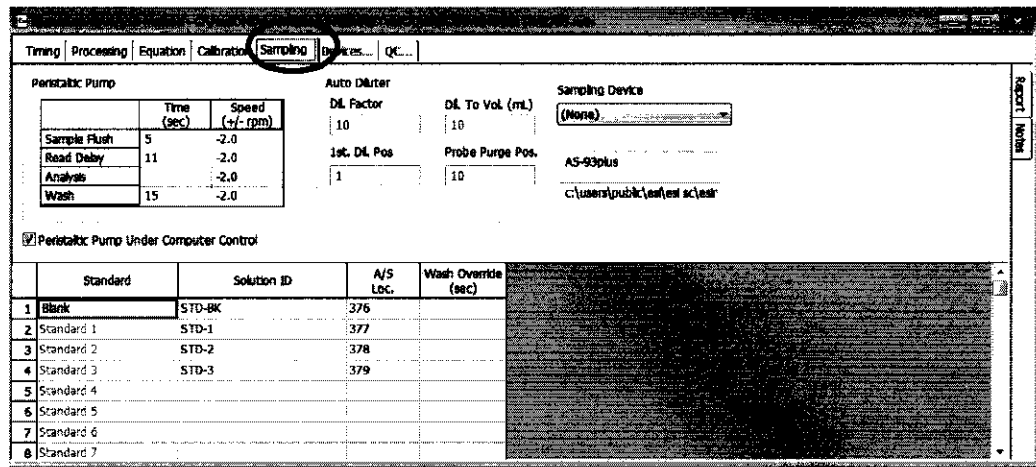 Timing Processing Equation Calibration Sampling Devices... QC...
Report
Notes
Peristaltic Pump
Time (sec) Speed (+/- rpm)
Sample Flush 5 -2.0
Read Delay 11 -2.0
Analysis -2.0
Wash 15 -2.0
Auto Diluter
Dil. Factor Dil. To Vol. (mL)
10 10
1st. Dil. Pos Probe Purge Pos.
1 10
Sampling Device
(None)
AS-93plus
Peristaltic Pump Under Computer Control
Standard Solution ID A/S Loc. Wash Override (sec)
1 Blank STD-BK 376
2 Standard 1 STD-1 377
3 Standard 2 STD-2 378
4 Standard 3 STD-3 379
5 Standard 4
6 Standard 5
7 Standard 6
8 Standard 7